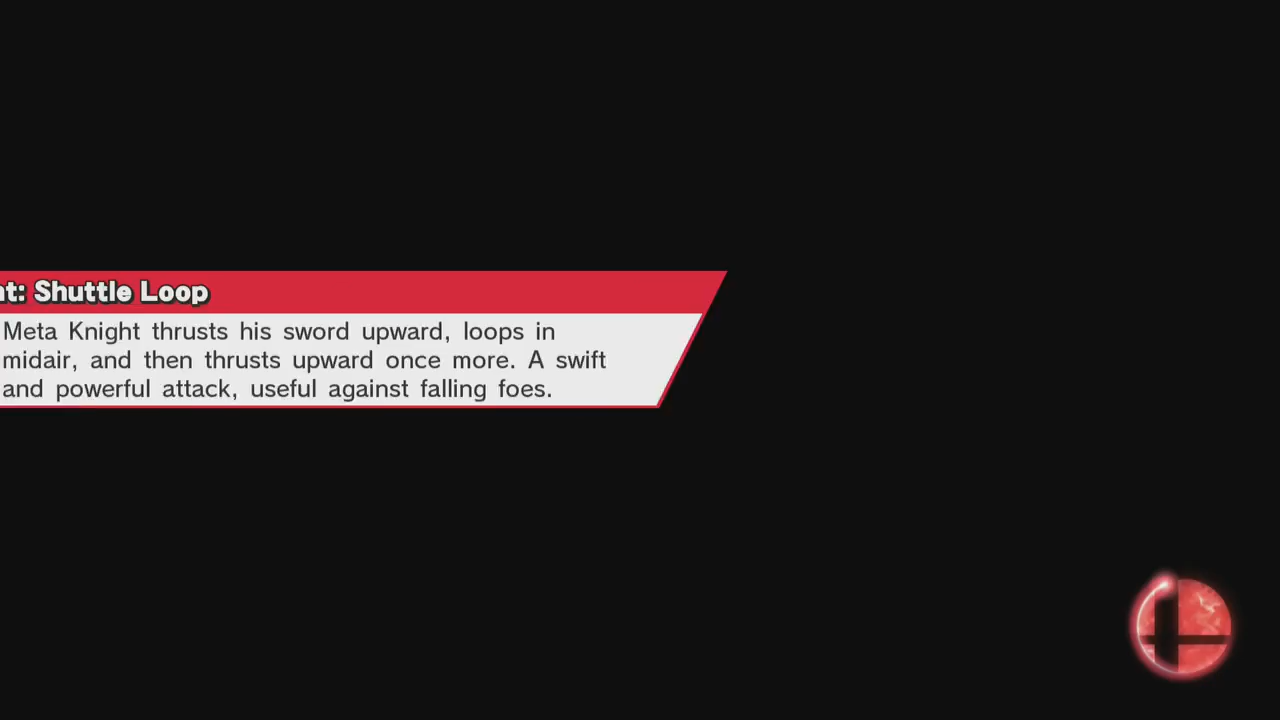 nt: Shuttle Loop
Meta Knight thrusts his sword upward, loops in
midair, and then thrusts upward once more. A swift
and powerful attack, useful against falling foes.